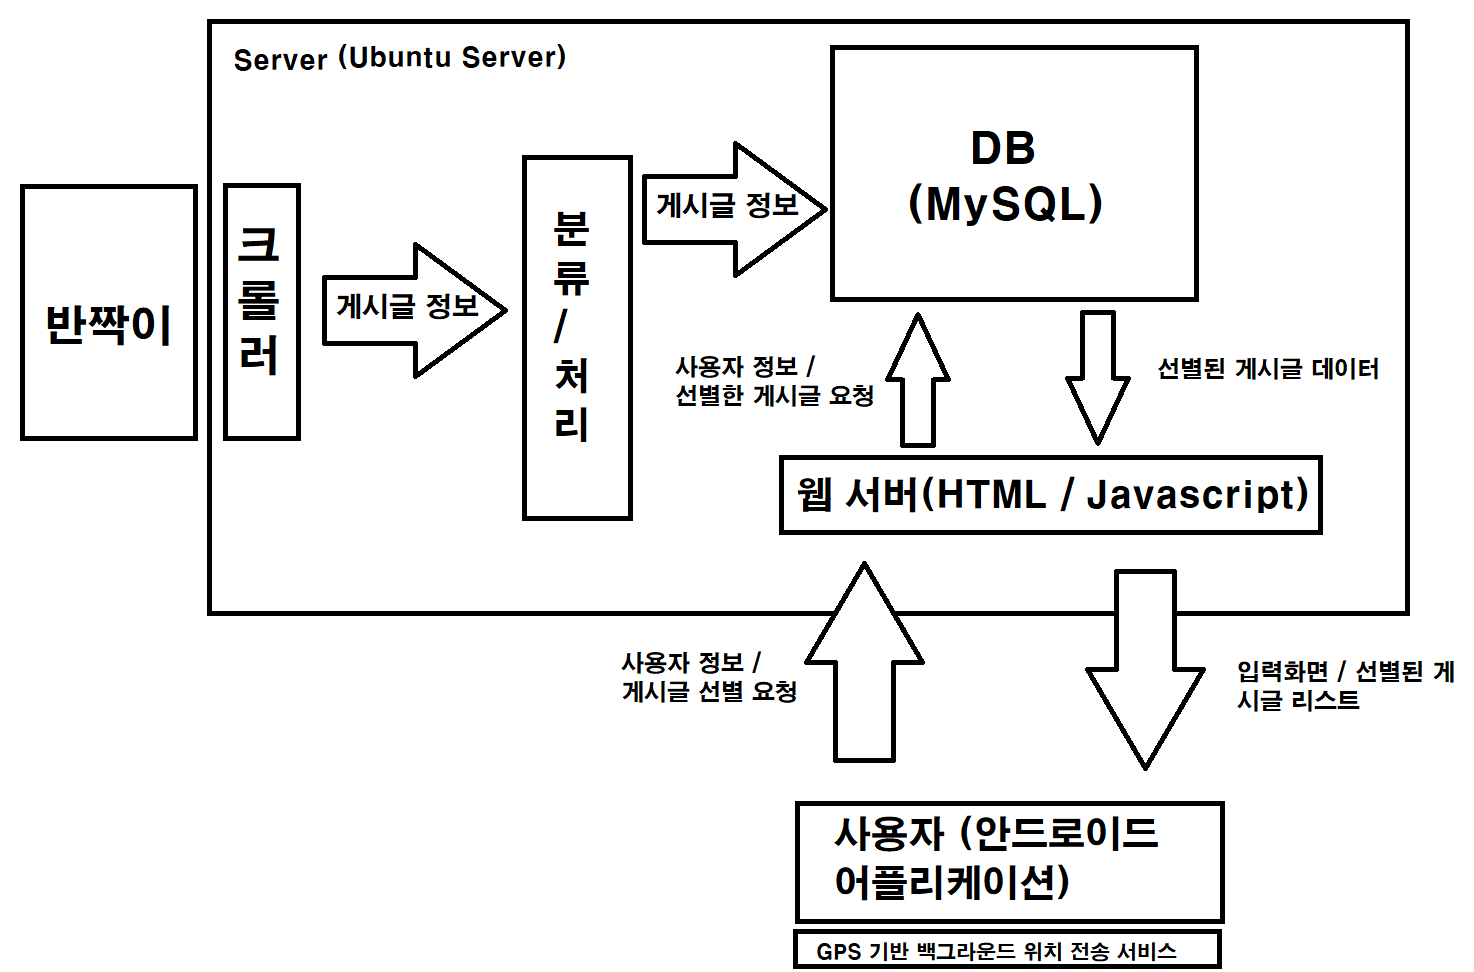 Server (Ubuntu Server)
반짝이
크
롤
러
게시글 정보
분
류
/
처
리
게시글 정보
DB
(MySQL)
사용자 정보 /
선별한 게시글 요청
선별된 게시글 데이터
웹 서버(HTML / Javascript)
사용자 정보 /
게시글 선별 요청
입력화면 / 선별된 게
시글 리스트
사용자 (안드로이드
어플리케이션)
GPS 기반 백그라운드 위치 전송 서비스